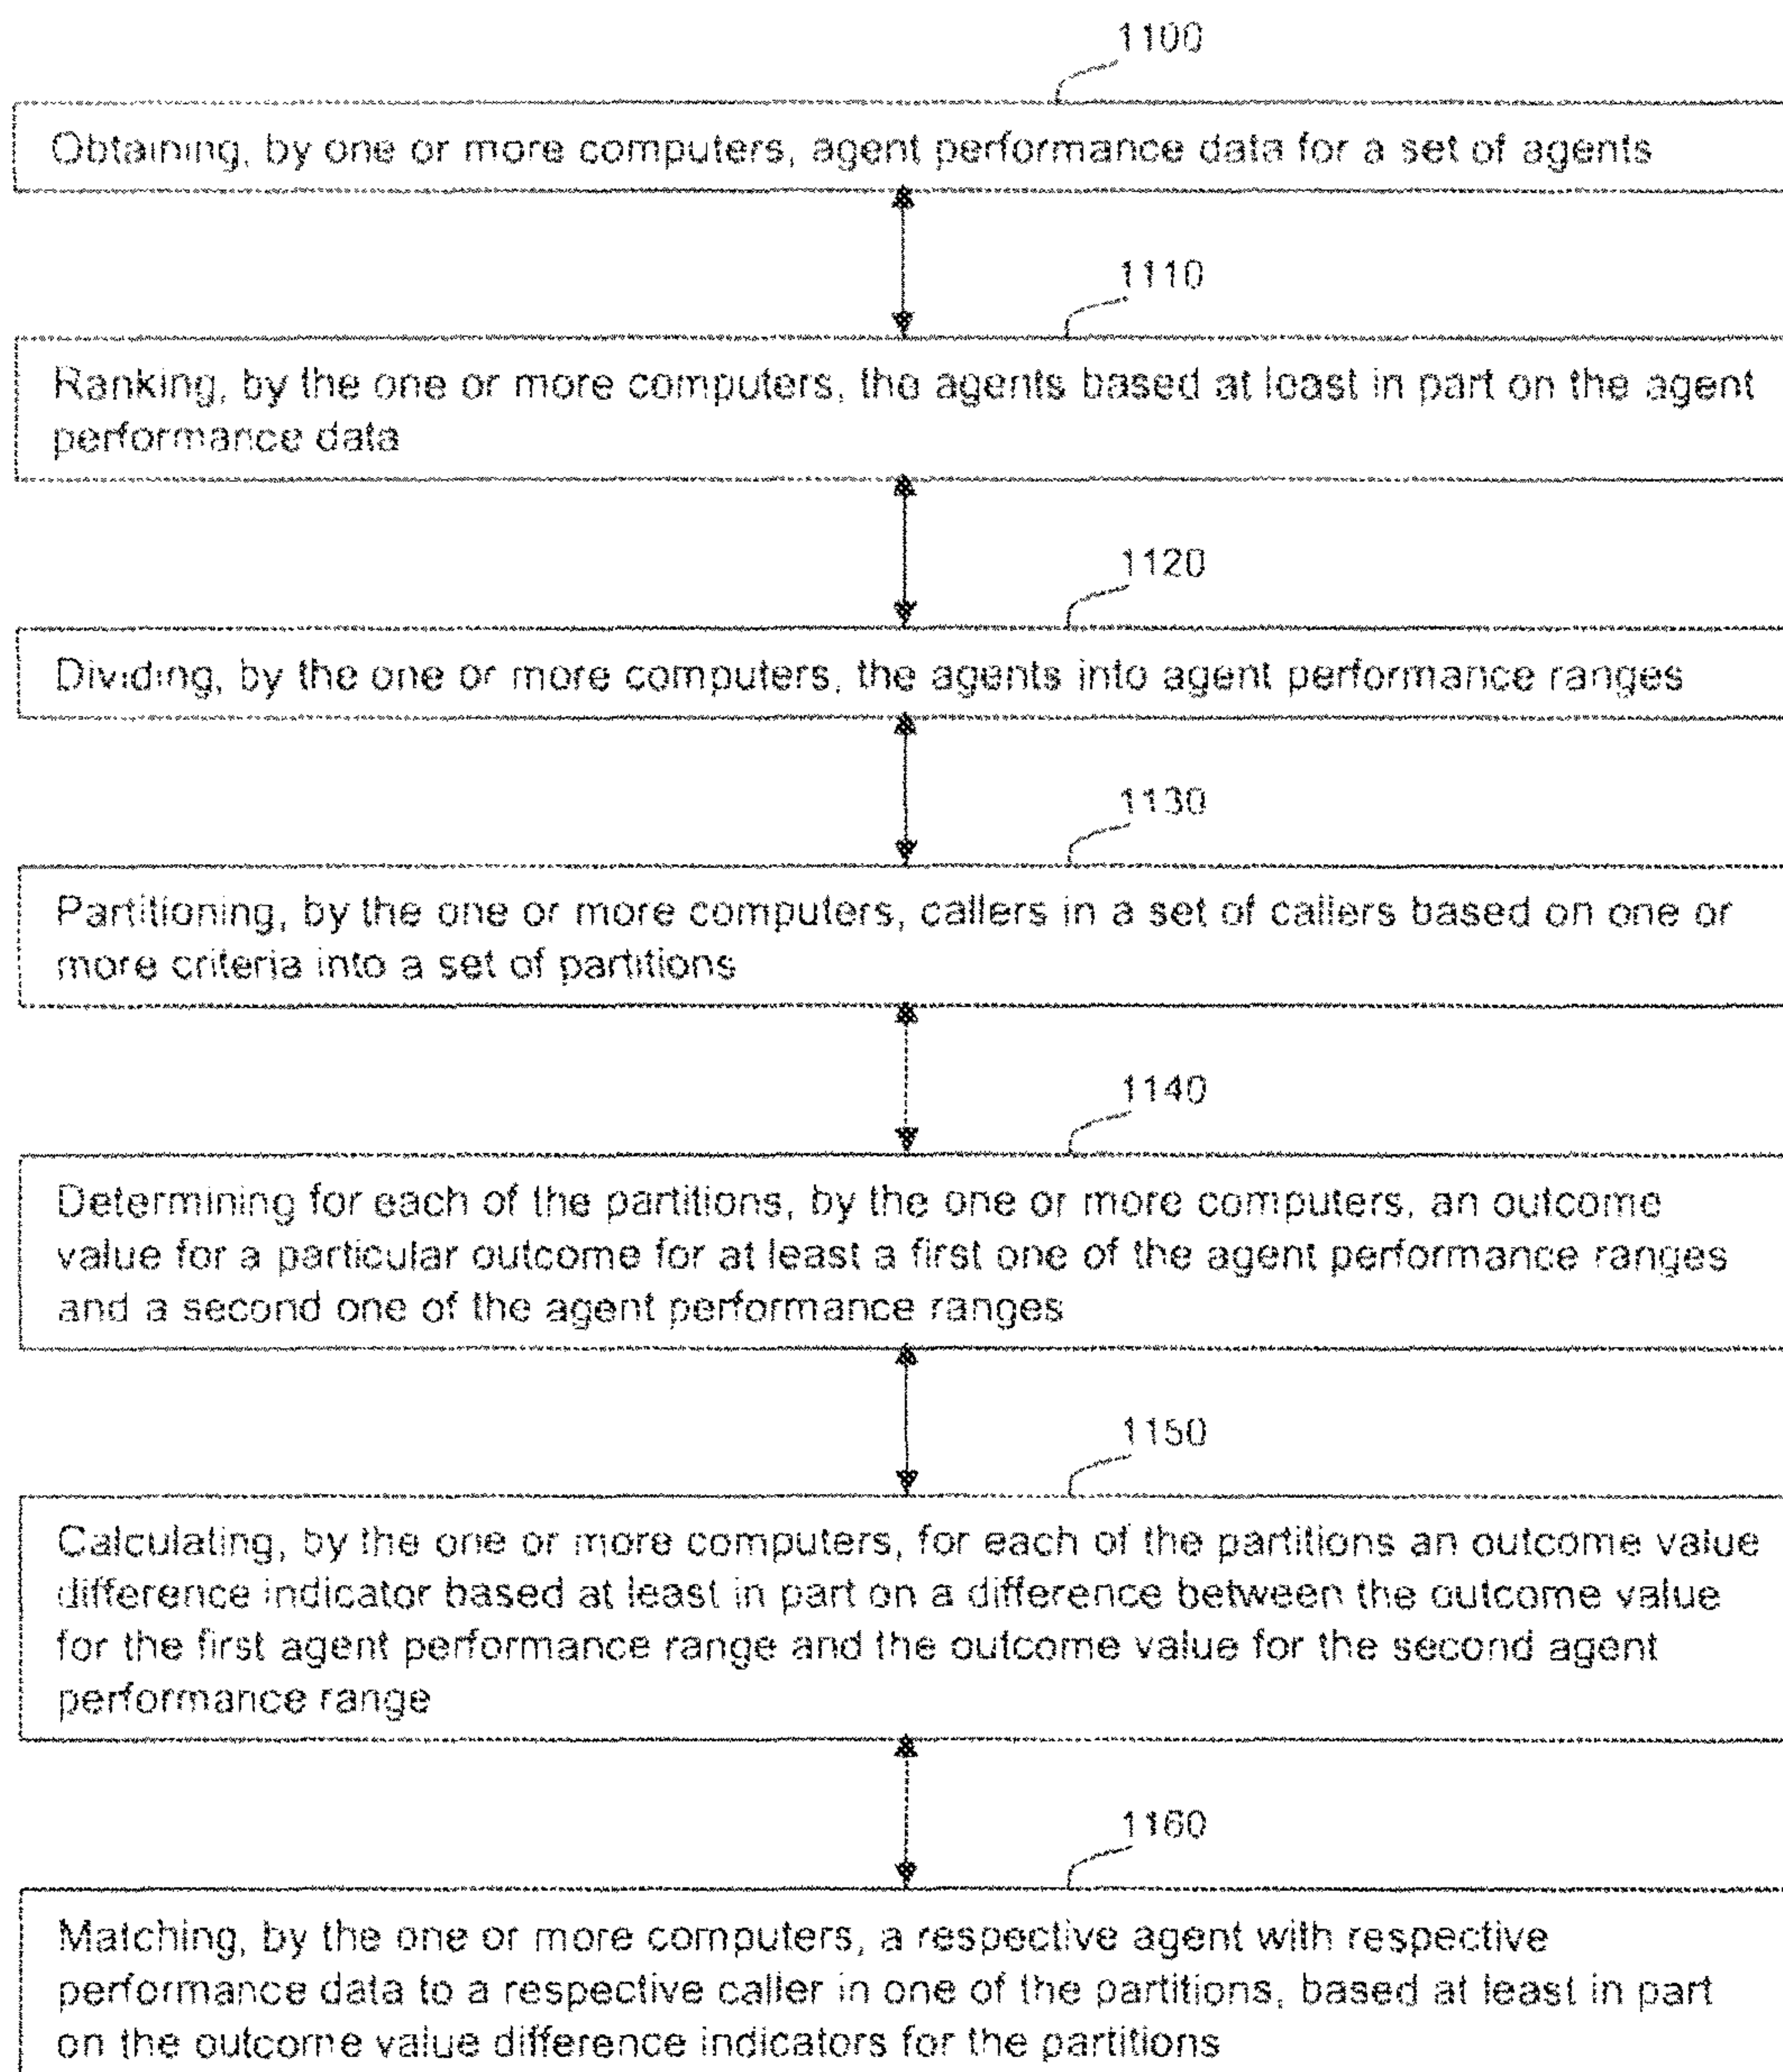 1100
Obtaining, by one or more computers, agent performance data for a set of agents
1110
Ranking, by the one or more computers, the agents based at least in part on the agent
performance data
1120
Dividing, by the one or more computers, the agents into agent performance ranges
1130
Partitioning, by the one or more computers, callers in a set of callers based on one or
more criteria into a set of partitions
1140
Determining for each of the partitions, by the one or more computers, an outcome
value for a particular outcome for at least a first one of the agent performance ranges
and a second one of the agent performance ranges
1150
Calculating, by the one or more computers, for each of the partitions an outcome value
difference indicator based at least in part on a difference between the outcome value
for the first agent performance range and the outcome value for the second agent
performance range
1160
Matching, by the one or more computers, a respective agent with respective
performance data to a respective caller in one of the partitions, based at least in part
on the outcome value difference indicators for the partitions